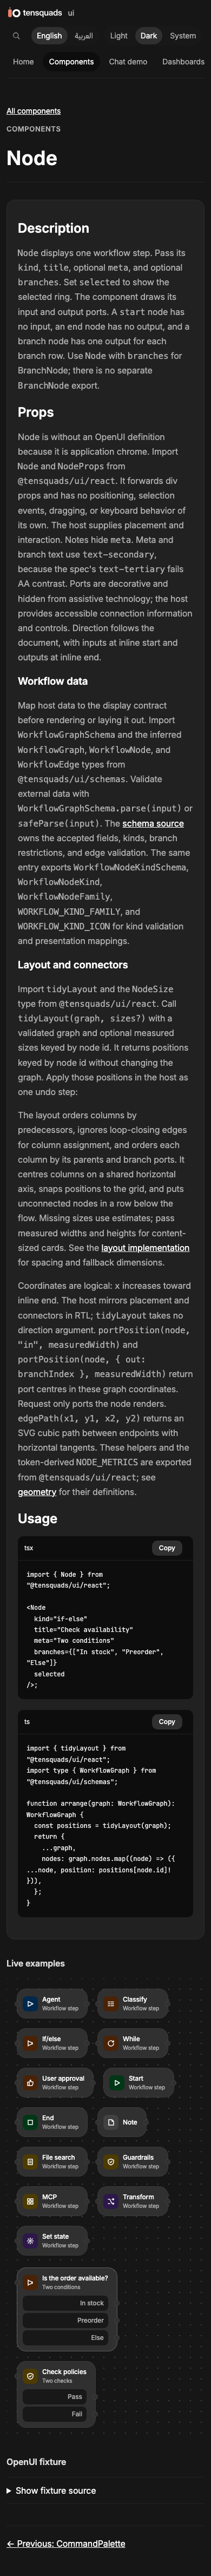 tensquads ui
English العربية Light Dark System
Home Components Chat demo Dashboards
All components
COMPONENTS
Node
Description
Node displays one workflow step. Pass its
kind, title, optional meta, and optional
branches. Set selected to show the
selected ring. The component draws its
input and output ports. A start node has
no input, an end node has no output, and a
branch node has one output for each
branch row. Use Node with branches for
BranchNode; there is no separate
BranchNode export.
Props
Node is without an OpenUI definition
because it is application chrome. Import
Node and NodeProps from
@tensquads/ui/react. It forwards div
props and has no positioning, selection
events, dragging, or keyboard behavior of
its own. The host supplies placement and
interaction. Notes hide meta. Meta and
branch text use text-secondary,
because the spec's text-tertiary fails
AA contrast. Ports are decorative and
hidden from assistive technology; the host
provides accessible connection information
and controls. Direction follows the
document, with inputs at inline start and
outputs at inline end.
Workflow data
Map host data to the display contract
before rendering or laying it out. Import
WorkflowGraphSchema and the inferred
WorkflowGraph, WorkflowNode, and
WorkflowEdge types from
@tensquads/ui/schemas. Validate
external data with
WorkflowGraphSchema.parse(input) or
safeParse(input). The schema source
owns the accepted fields, kinds, branch
restrictions, and edge validation. The same
entry exports WorkflowNodeKindSchema,
WorkflowNodeKind,
WorkflowNodeFamily,
WORKFLOW_KIND_FAMILY, and
WORKFLOW_KIND_ICON for kind validation
and presentation mappings.
Layout and connectors
Import tidyLayout and the NodeSize
type from @tensquads/ui/react. Call
tidyLayout(graph, sizes?) with a
validated graph and optional measured
sizes keyed by node id. It returns positions
keyed by node id without changing the
graph. Apply those positions in the host as
one undo step:
The layout orders columns by
predecessors, ignores loop-closing edges
for column assignment, and orders each
column by its parents and branch ports. It
centres columns on a shared horizontal
axis, snaps positions to the grid, and puts
unconnected nodes in a row below the
flow. Missing sizes use estimates; pass
measured widths and heights for content-
sized cards. See the layout implementation
for spacing and fallback dimensions.
Coordinates are logical: x increases toward
inline end. The host mirrors placement and
connectors in RTL; tidyLayout takes no
direction argument. portPosition(node,
"in", measuredWidth) and
portPosition(node, { out:
branchIndex }, measuredWidth) return
port centres in these graph coordinates.
Request only ports the node renders.
edgePath(x1, y1, x2, y2) returns an
SVG cubic path between endpoints with
horizontal tangents. These helpers and the
token-derived NODE_METRICS are exported
from @tensquads/ui/react; see
geometry for their definitions.
Usage
tsx Copy
import { Node } from
"@tensquads/ui/react";
<Node
kind="if-else"
title="Check availability"
meta="Two conditions"
branches={["In stock", "Preorder",
"Else"]}
selected
/>;
ts Copy
import { tidyLayout } from
"@tensquads/ui/react";
import type { WorkflowGraph } from
"@tensquads/ui/schemas";
function arrange(graph: WorkflowGraph):
WorkflowGraph {
const positions = tidyLayout(graph);
return {
...graph,
nodes: graph.nodes.map((node) => ({
...node, position: positions[node.id]!
})),
};
}
Live examples
Agent Classify
Workflow step Workflow step
If/else While
Workflow step Workflow step
User approval Start
Workflow step Workflow step
End Note
Workflow step
File search Guardrails
Workflow step Workflow step
MCP Transform
Workflow step Workflow step
Set state
Workflow step
Is the order available?
Two conditions
In stock
Preorder
Else
Check policies
Two checks
Pass
Fail
OpenUI fixture
Show fixture source
← Previous: CommandPalette